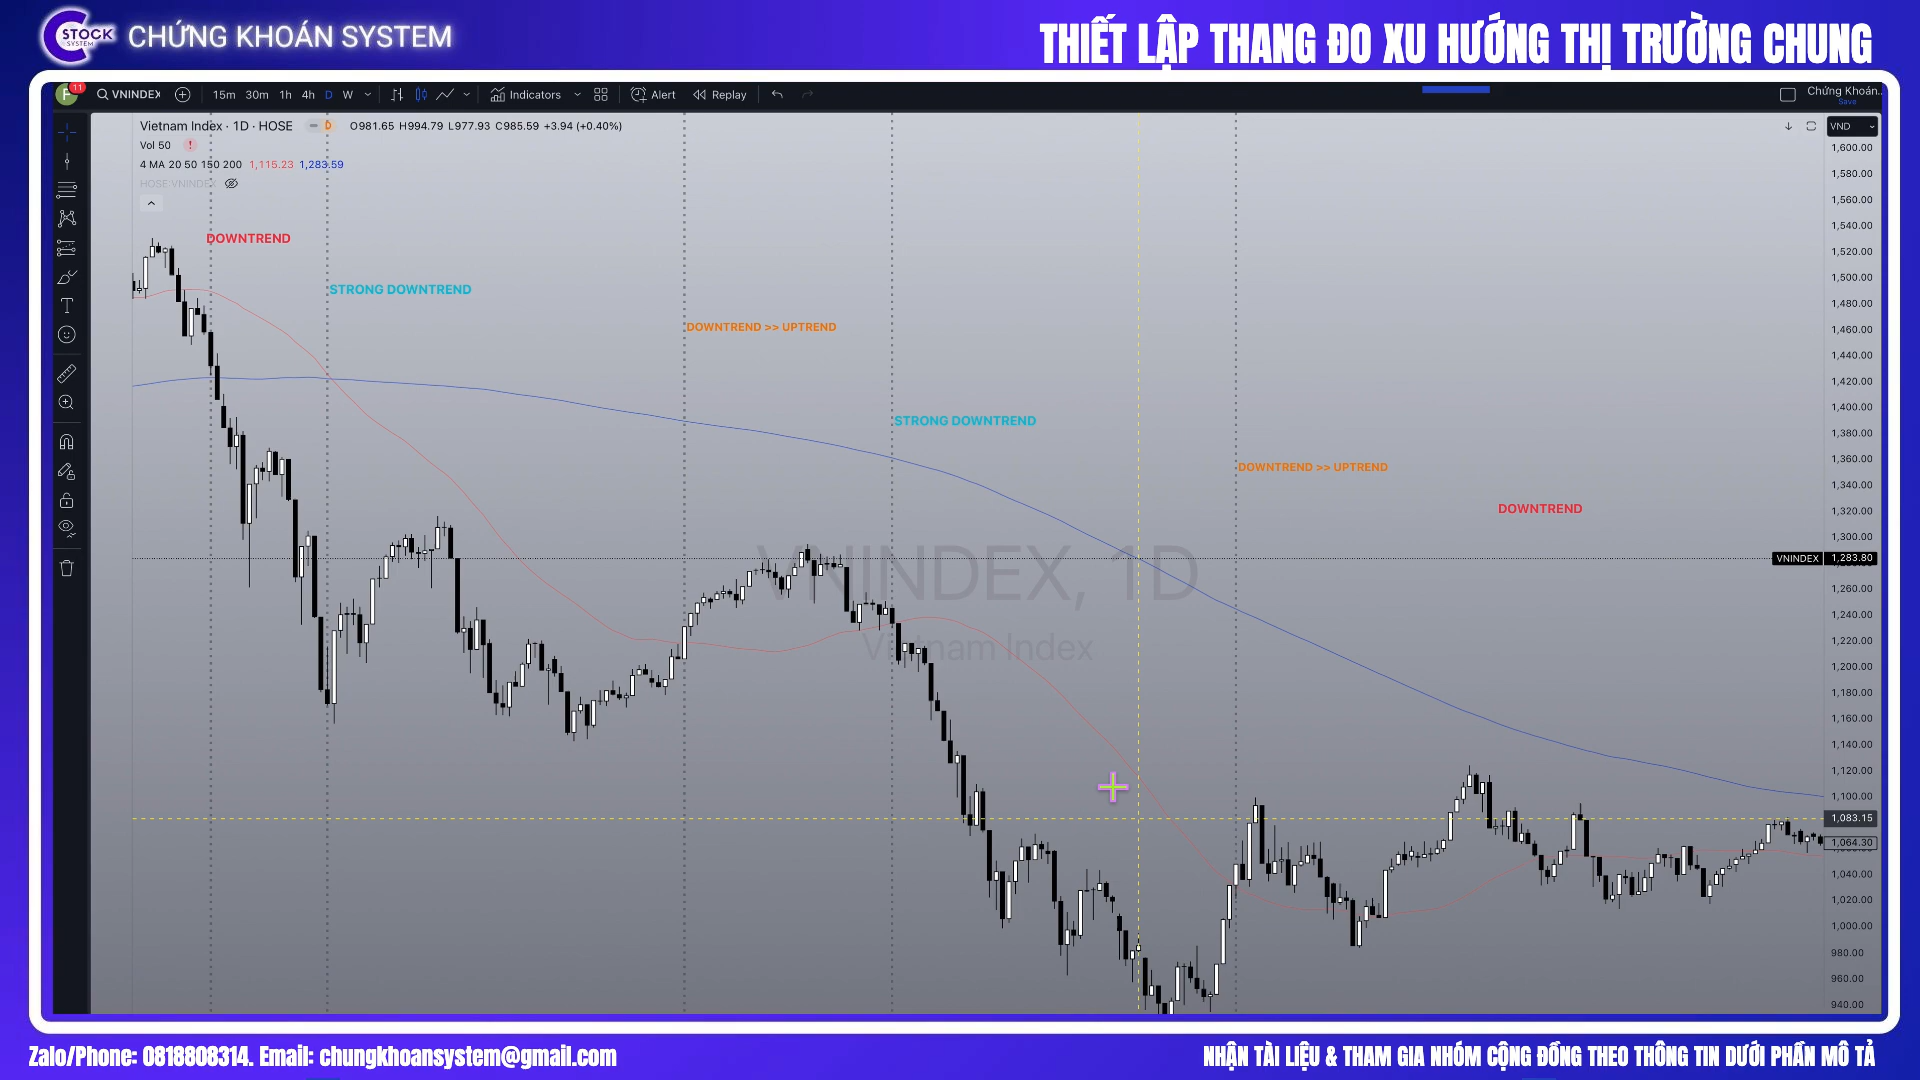 STOCK
SYSTEM
CHỨNG KHOÁN SYSTEM
THIẾT LẬP THANG ĐO XU HƯỚNG THỊ TRƯỜNG CHUNG
F 11
VNINDEX
15m 30m 1h 4h D W
Indicators
Alert
Replay
Chứng Khoán..
Save
Vietnam Index · 1D · HOSE
D
O981.65 H994.79 L977.93 C985.59 +3.94 (+0.40%)
VND
Vol 50 !
4 MA 20 50 150 200 1,115.23 1,283.59
HOSE VNINDEX
DOWNTREND
STRONG DOWNTREND
DOWNTREND >> UPTREND
STRONG DOWNTREND
DOWNTREND >> UPTREND
DOWNTREND
VNINDEX, 1D
Vietnam Index
1,600.00
1,580.00
1,560.00
1,540.00
1,520.00
1,500.00
1,480.00
1,460.00
1,440.00
1,420.00
1,400.00
1,380.00
1,360.00
1,340.00
1,320.00
1,300.00
VNINDEX 1,283.80
1,260.00
1,240.00
1,220.00
1,200.00
1,180.00
1,160.00
1,140.00
1,120.00
1,100.00
1,083.15
1,064.30
1,040.00
1,020.00
1,000.00
980.00
960.00
940.00
Zalo/Phone: 0818808314. Email: chungkhoansystem@gmail.com
NHẬN TÀI LIỆU & THAM GIA NHÓM CỘNG ĐỒNG THEO THÔNG TIN DƯỚI PHẦN MÔ TẢ